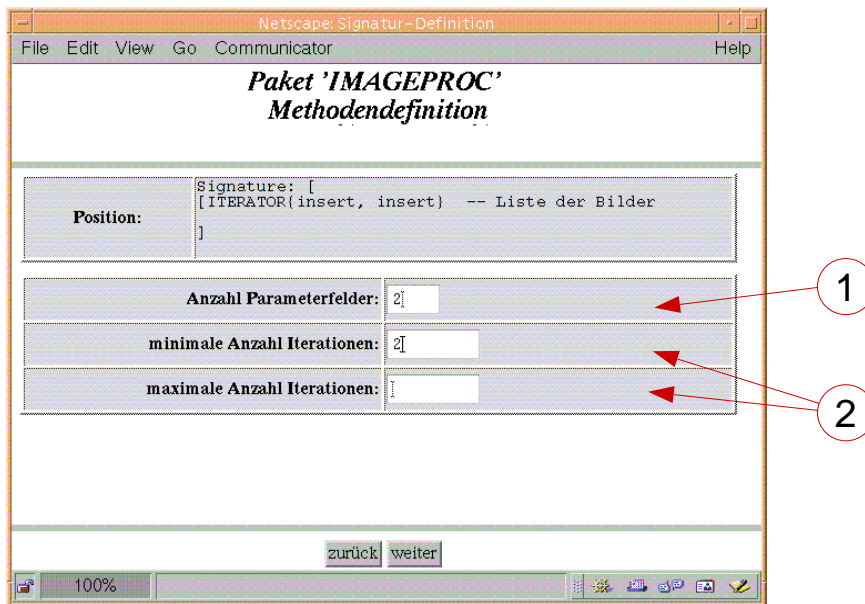 Netscape: Signatur-Definition
File Edit View Go Communicator Help
Paket 'IMAGEPROC'
Methodendefinition
Position:
Signature: [
[ITERATOR{insert, insert} -- Liste der Bilder
]
Anzahl Parameterfelder: 2
1
minimale Anzahl Iterationen: 2
maximale Anzahl Iterationen:
2
zurück weiter
100%